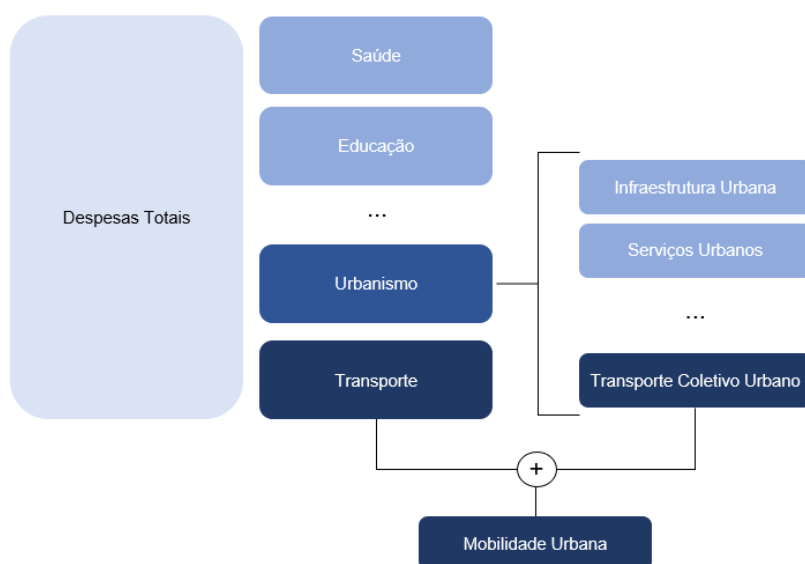 Saúde
Educação
...
Despesas Totais
Urbanismo
Transporte
Infraestrutura Urbana
Serviços Urbanos
...
Transporte Coletivo Urbano
+
Mobilidade Urbana